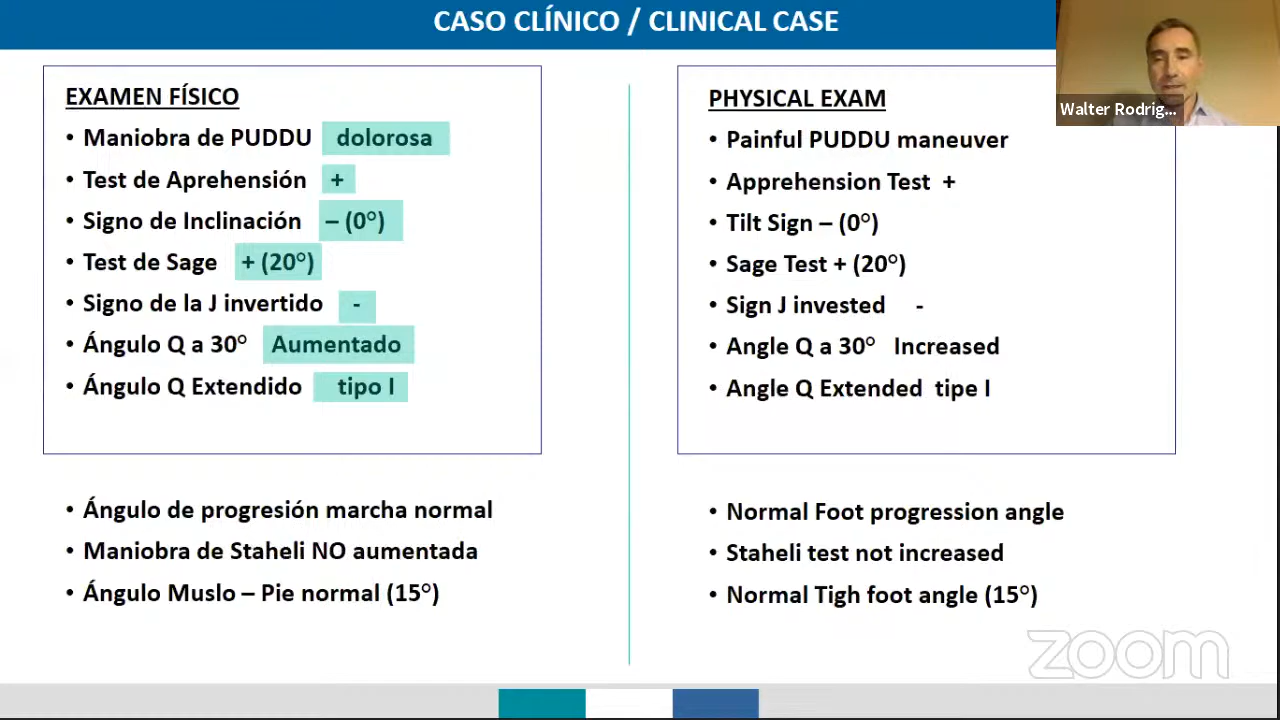 CASO CLÍNICO / CLINICAL CASE
EXAMEN FÍSICO
• Maniobra de PUDDU dolorosa
• Test de Aprehensión +
• Signo de Inclinación – (0°)
• Test de Sage + (20°)
• Signo de la J invertido -
• Ángulo Q a 30° Aumentado
• Ángulo Q Extendido tipo I
• Ángulo de progresión marcha normal
• Maniobra de Staheli NO aumentada
• Ángulo Muslo – Pie normal (15°)
PHYSICAL EXAM
• Painful PUDDU maneuver
• Apprehension Test +
• Tilt Sign – (0°)
• Sage Test + (20°)
• Sign J invested -
• Angle Q a 30° Increased
• Angle Q Extended tipe I
• Normal Foot progression angle
• Staheli test not increased
• Normal Tigh foot angle (15°)
Walter Rodrig...
zoom